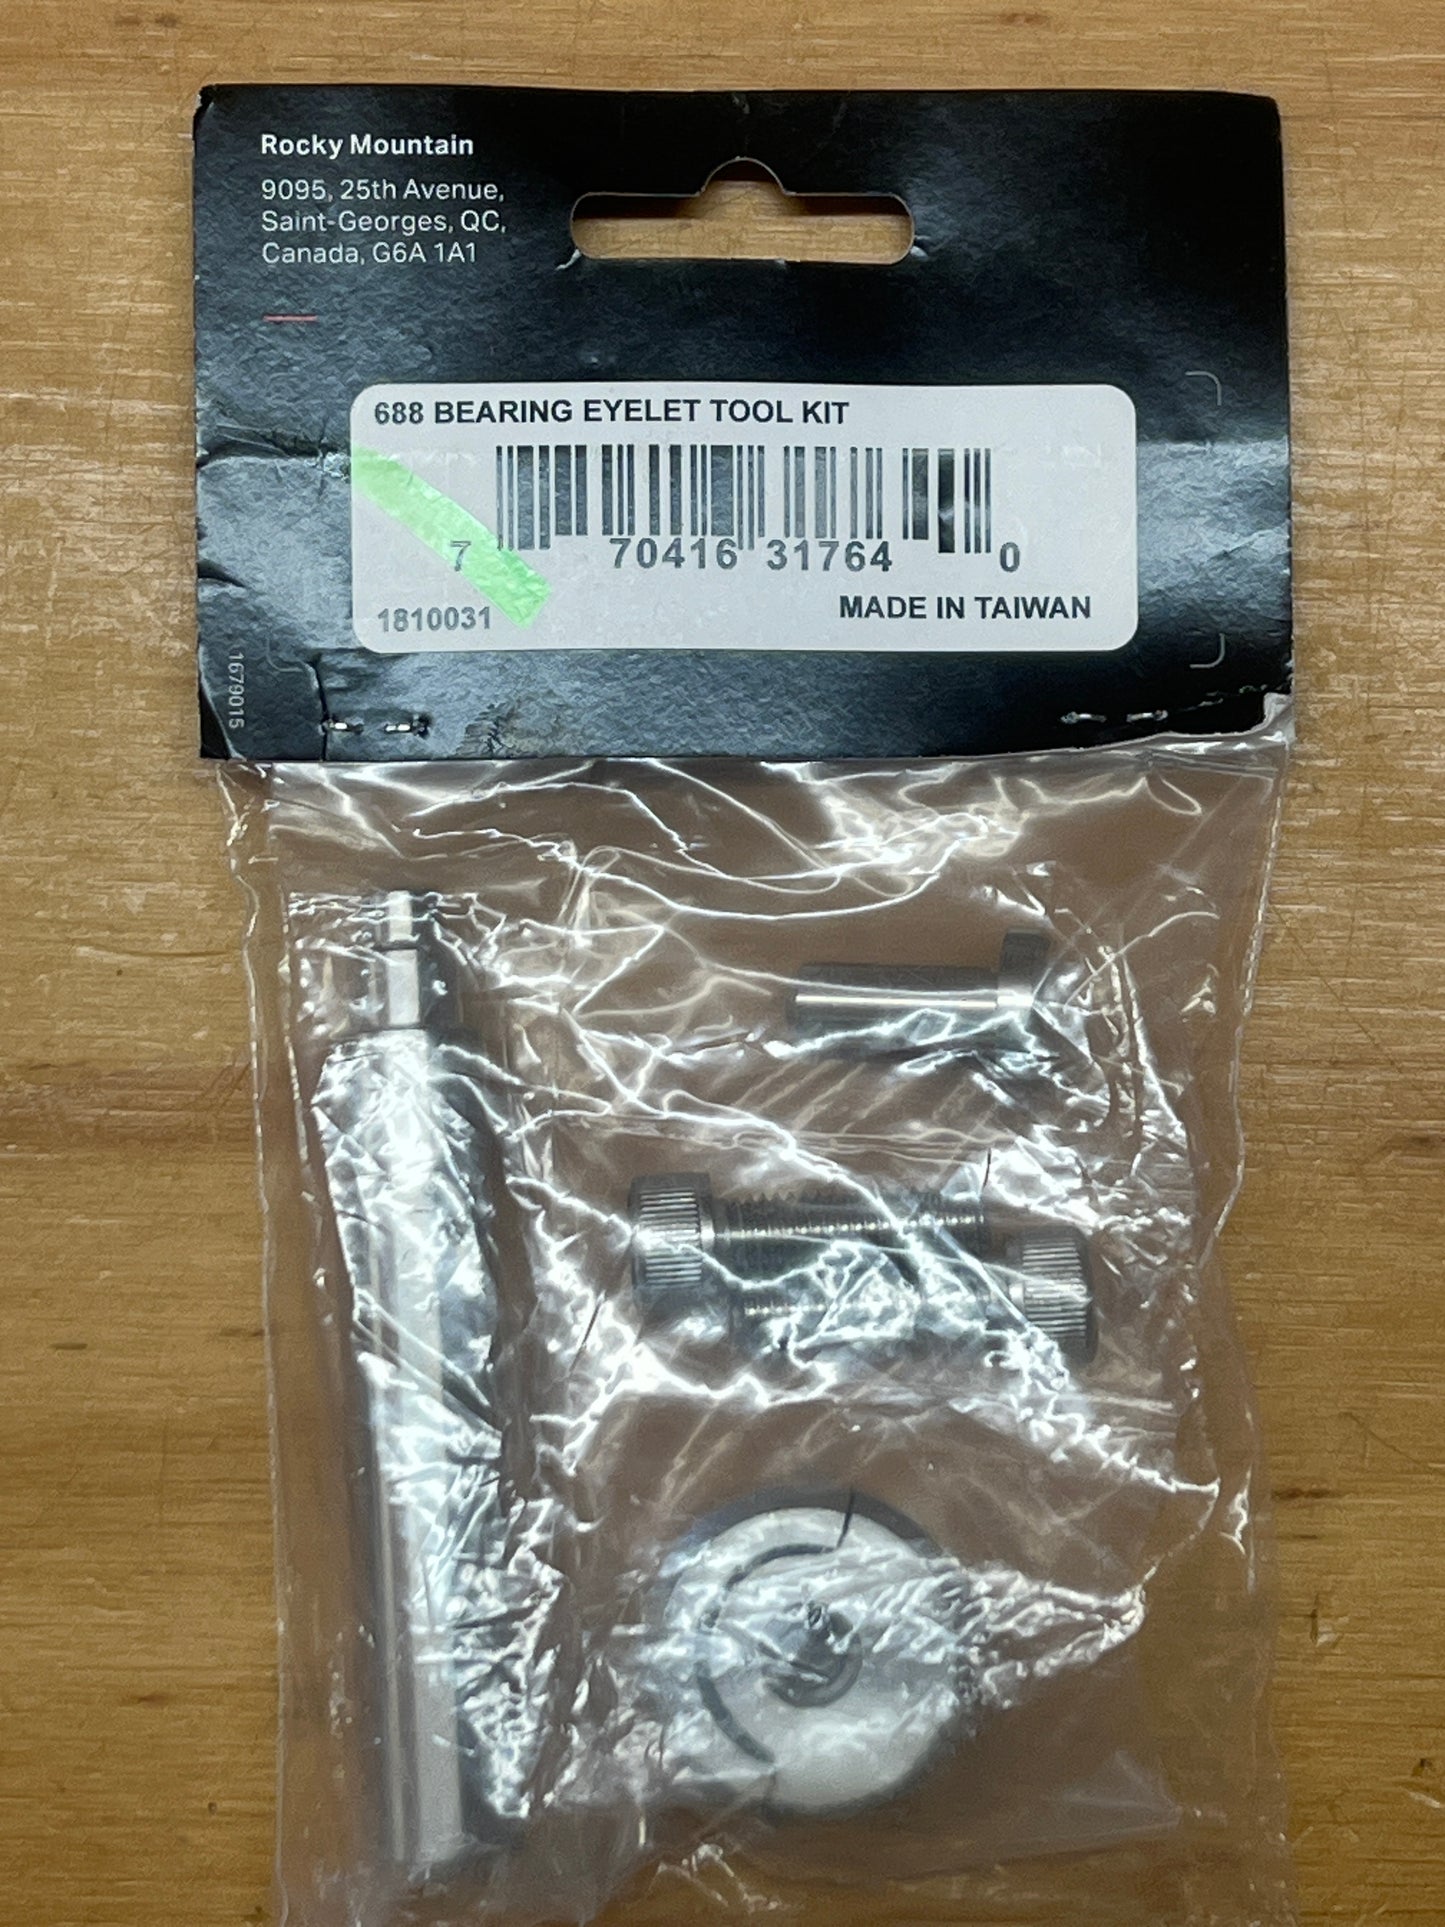 Rocky Mountain
9095, 25th Avenue,
Saint-Georges, QC,
Canada, G6A 1A1
688 BEARING EYELET TOOL KIT
7 70416 31764 0
1810031
MADE IN TAIWAN
1679015